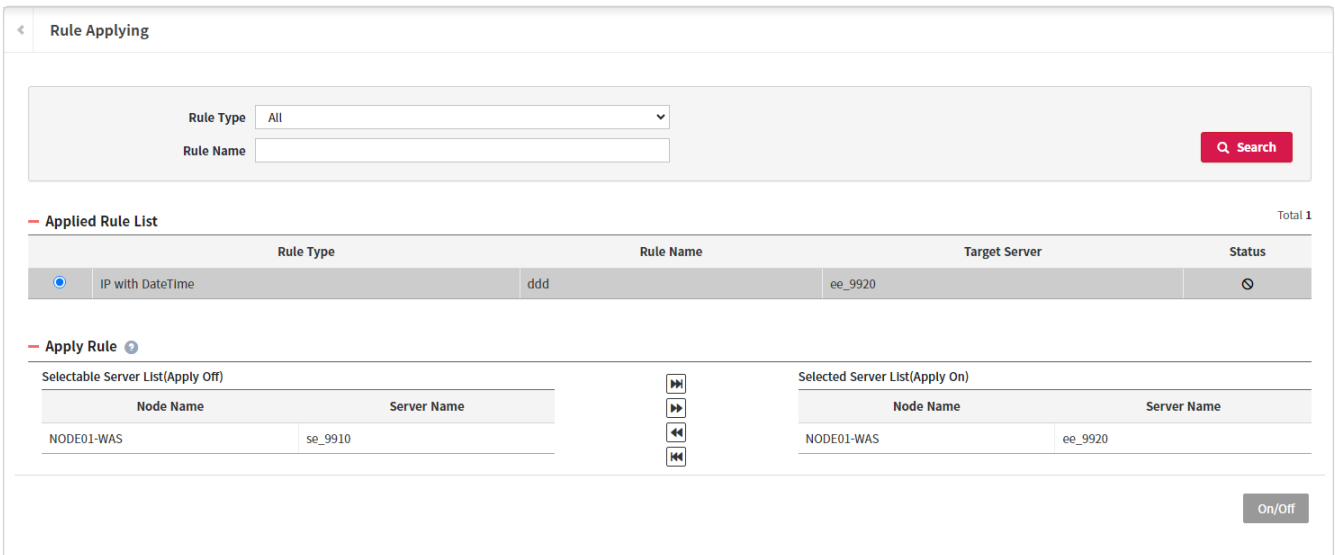 Rule Applying
Rule Type All
Rule Name
Search
Applied Rule List Total 1
Rule Type Rule Name Target Server Status
IP with DateTime ddd ee_9920
Apply Rule ?
Selectable Server List(Apply Off) Selected Server List(Apply On)
Node Name Server Name Node Name Server Name
NODE01-WAS se_9910 NODE01-WAS ee_9920
On/Off